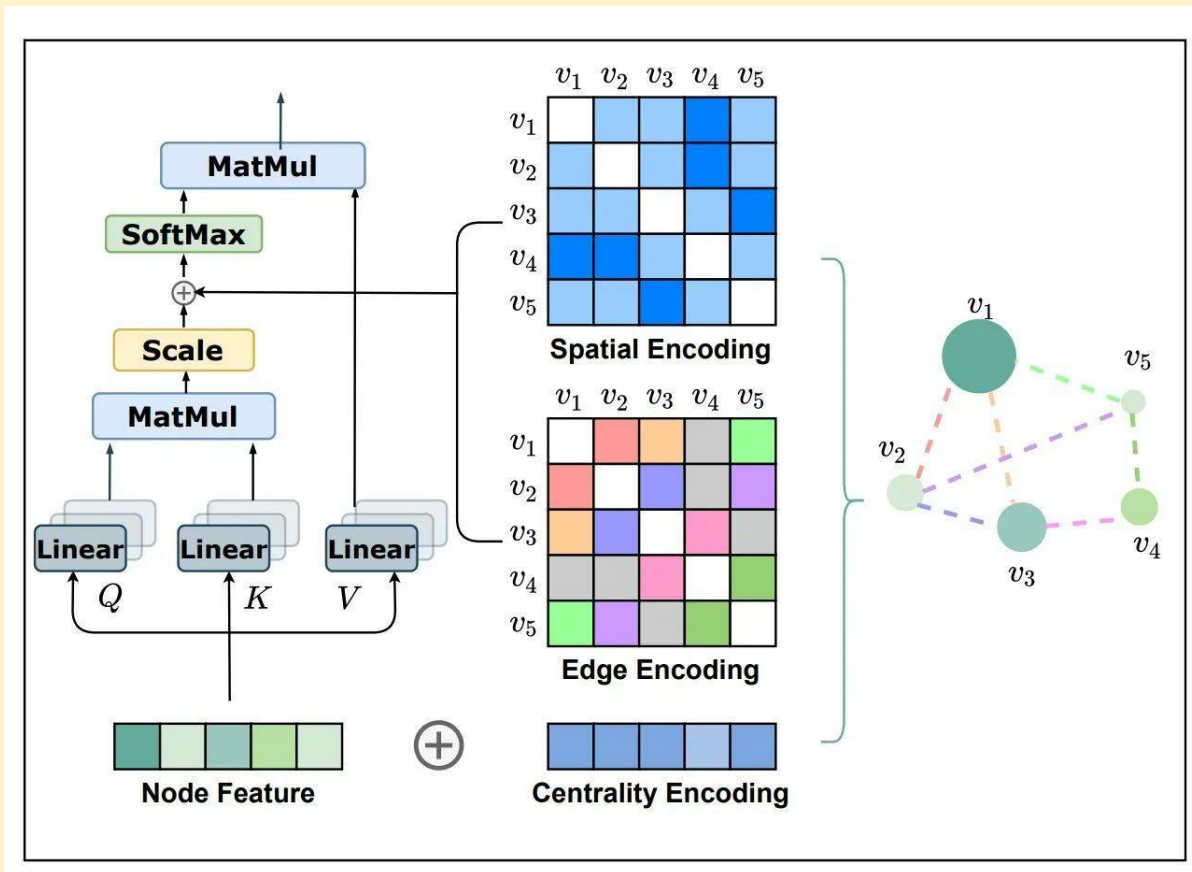 MatMul
SoftMax
+
Scale
MatMul
Linear Linear Linear
Q K V
Node Feature
+
v₁ v₂ v₃ v₄ v₅
v₁
v₂
v₃
v₄
v₅
Spatial Encoding
v₁ v₂ v₃ v₄ v₅
v₁
v₂
v₃
v₄
v₅
Edge Encoding
Centrality Encoding
v₁
v₅
v₂
v₄
v₃